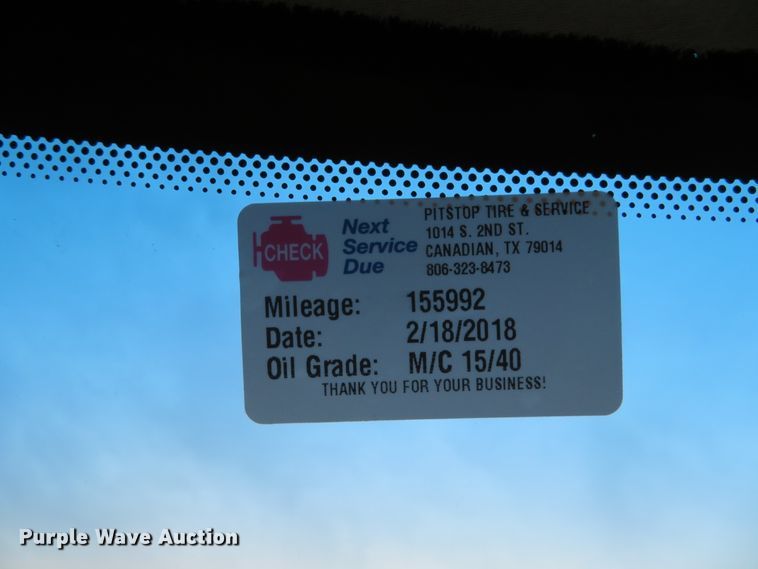 PITSTOP TIRE & SERVICE
1014 S. 2ND ST.
CANADIAN, TX 79014
806-323-8473
CHECK
Next
Service
Due
Mileage: 155992
Date: 2/18/2018
Oil Grade: M/C 15/40
THANK YOU FOR YOUR BUSINESS!
Purple Wave Auction